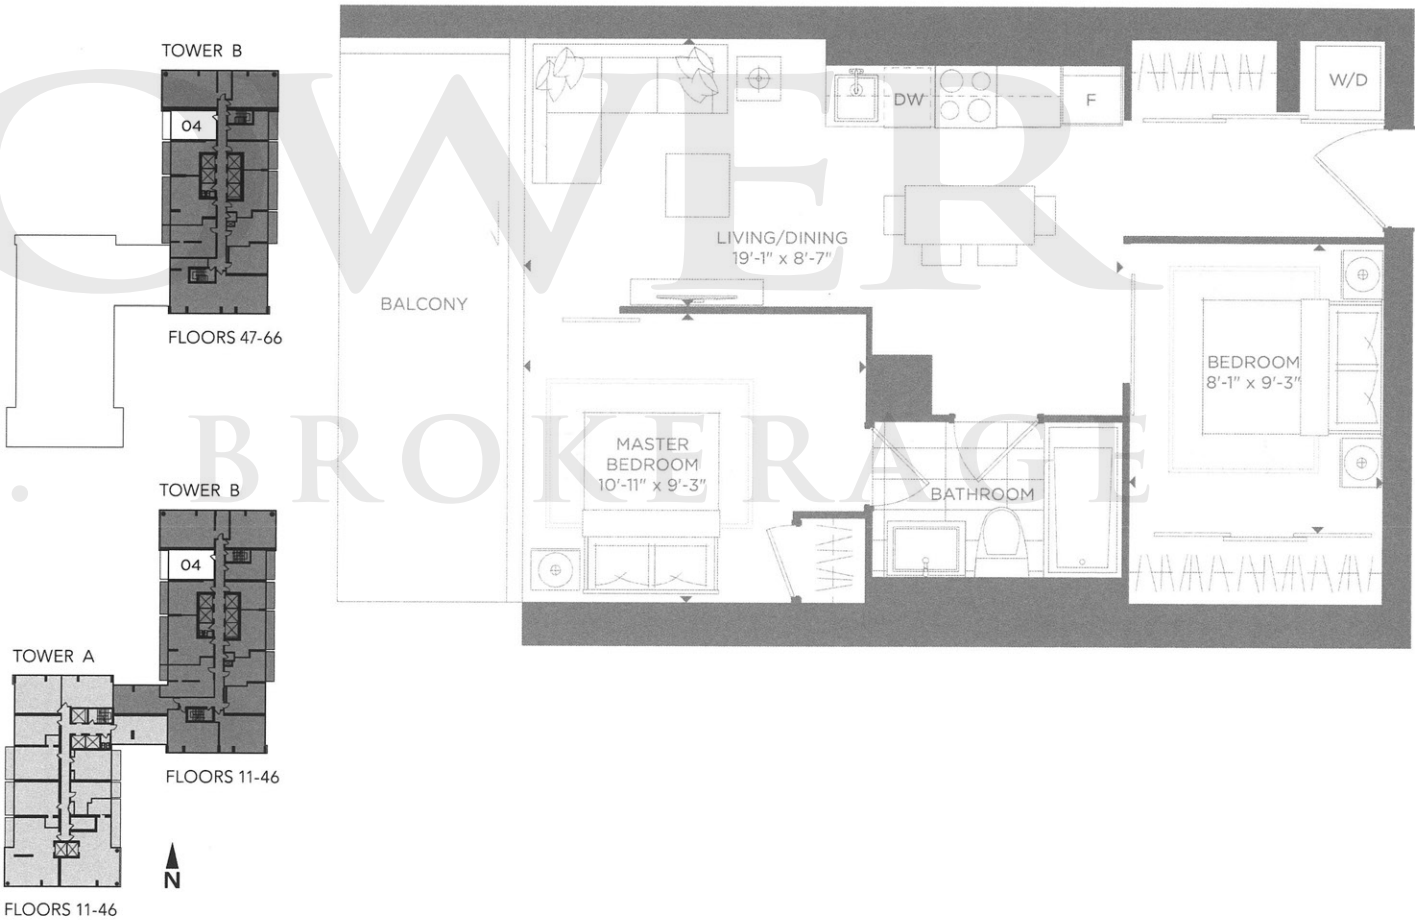 TOWER B
04
FLOORS 47-66
TOWER B
04
TOWER A
FLOORS 11-46
N
FLOORS 11-46
OWER
. BROKERAGE
DW
F
W/D
LIVING/DINING
19'-1" x 8'-7"
BALCONY
BEDROOM
8'-1" x 9'-3"
MASTER
BEDROOM
10'-11" x 9'-3"
BATHROOM